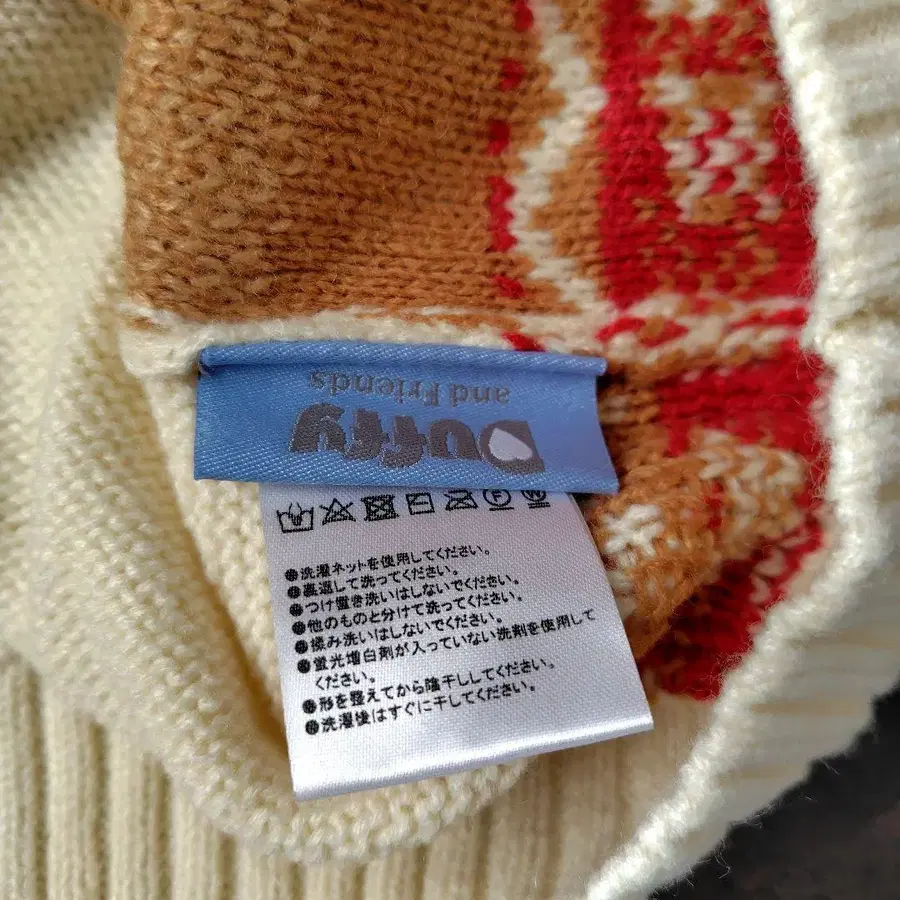 Duffy
and Friends
F W
●洗濯ネットを使用してください。
●裏返して洗ってください。
●つけ置き洗いはしないでください。
●他のものと分けて洗ってください。
●揉み洗いはしないでください。
●蛍光増白剤が入っていない洗剤を使用して
ください。
●形を整えてから陰干ししてください。
●洗濯後はすぐに干してください。